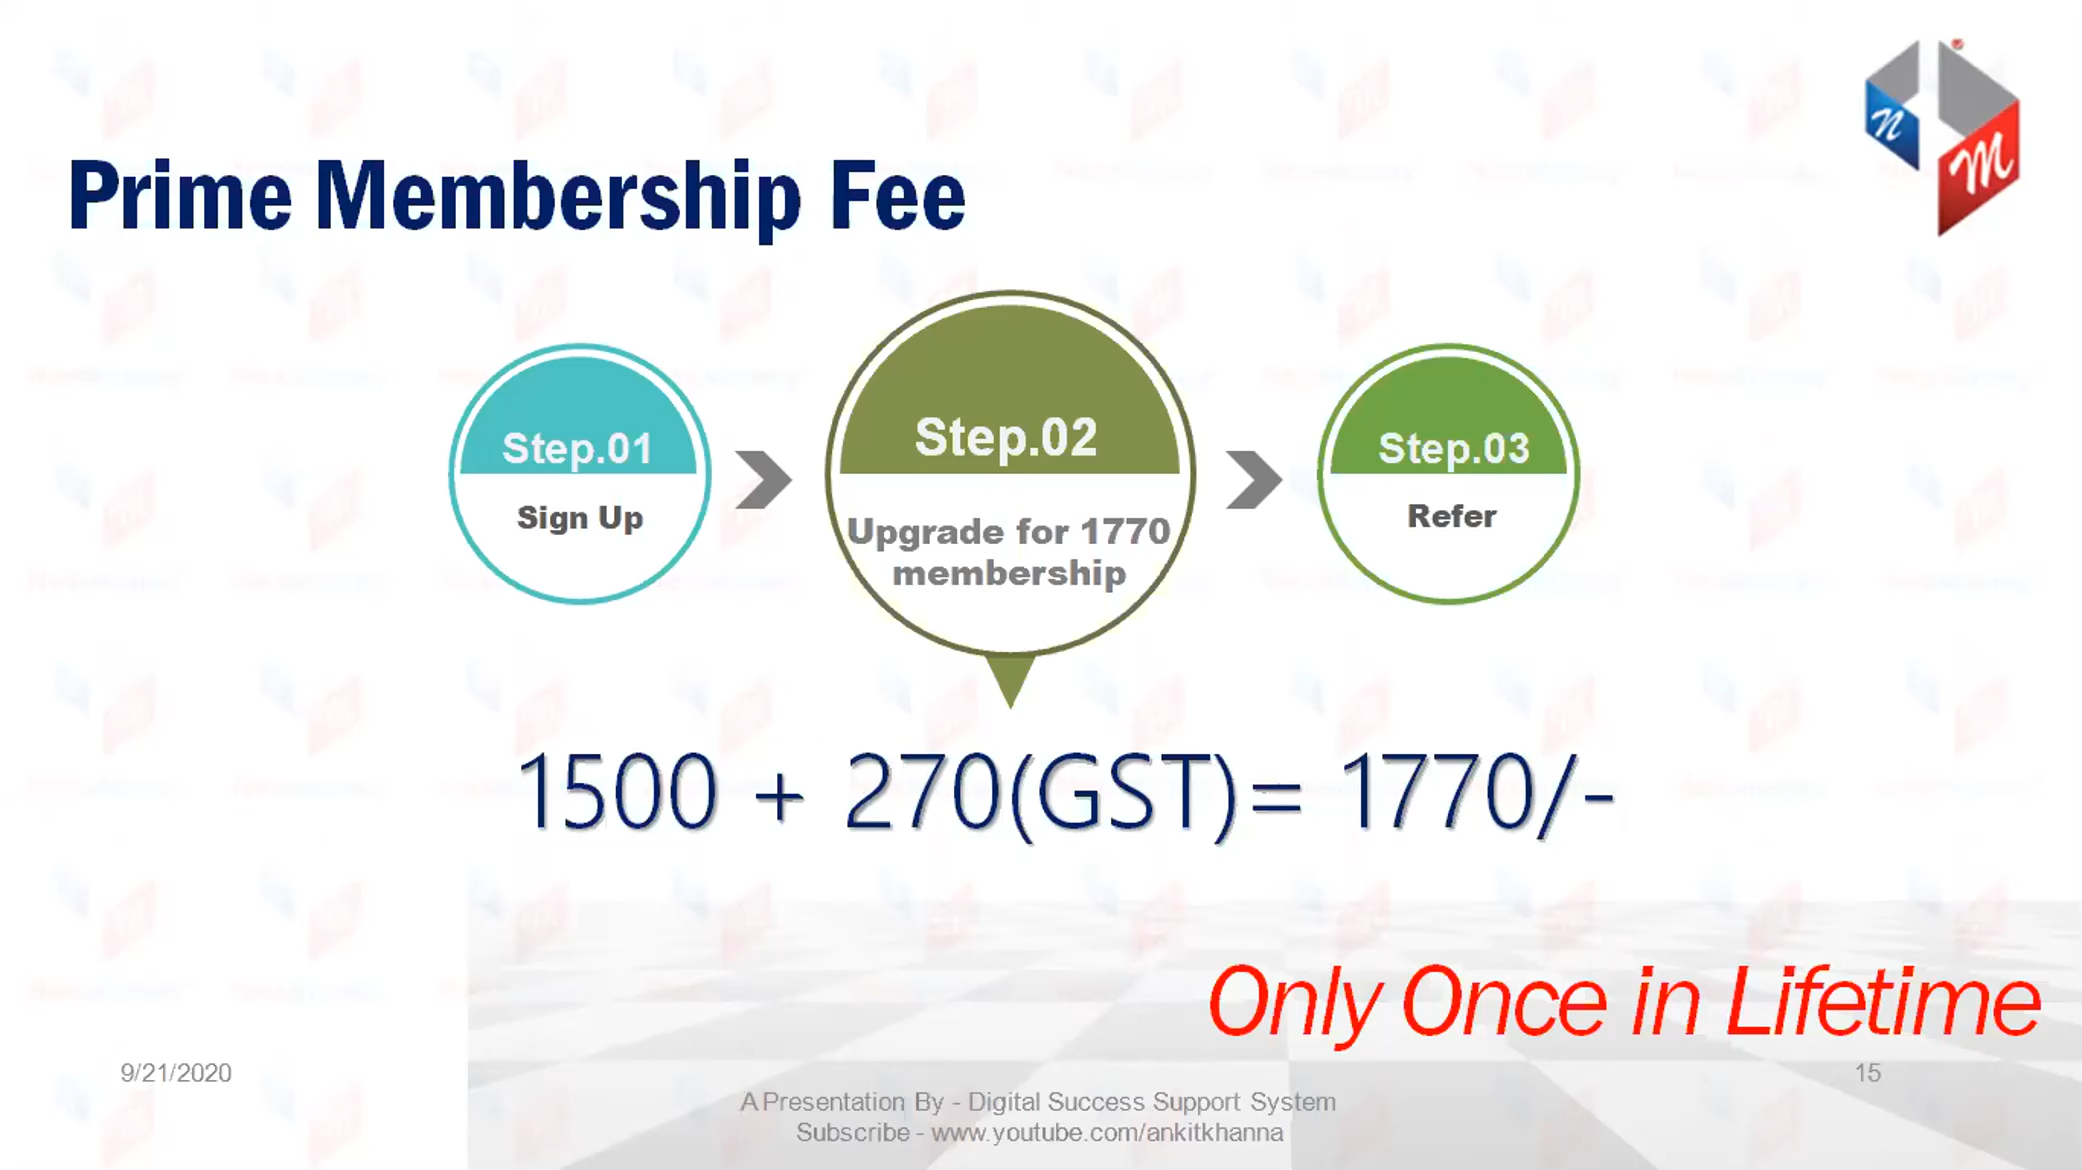 n
M
Prime Membership Fee
Step.01
Sign Up
Step.02
Upgrade for 1770
membership
Step.03
Refer
1500 + 270(GST)= 1770/-
Only Once in Lifetime
9/21/2020
15
A Presentation By - Digital Success Support System
Subscribe - www.youtube.com/ankitkhanna